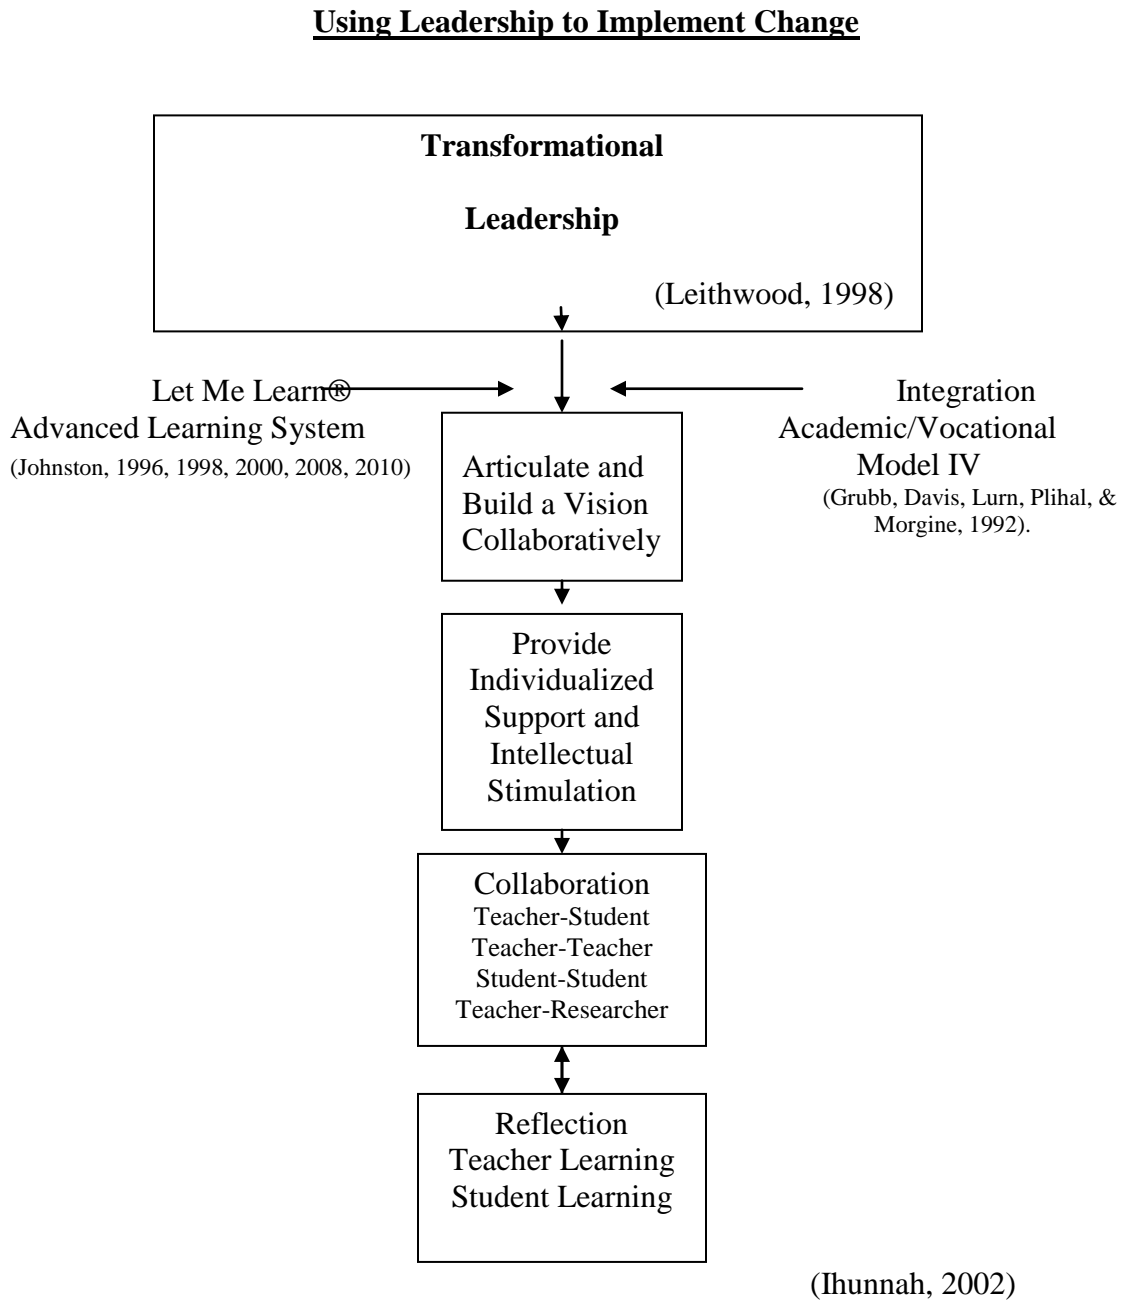 Using Leadership to Implement Change
Transformational
Leadership
(Leithwood, 1998)
Let Me Learn®
Advanced Learning System
(Johnston, 1996, 1998, 2000, 2008, 2010)
Integration
Academic/Vocational
Model IV
(Grubb, Davis, Lurn, Plihal, &
Morgine, 1992).
Articulate and
Build a Vision
Collaboratively
Provide
Individualized
Support and
Intellectual
Stimulation
Collaboration
Teacher-Student
Teacher-Teacher
Student-Student
Teacher-Researcher
Reflection
Teacher Learning
Student Learning
(Ihunnah, 2002)